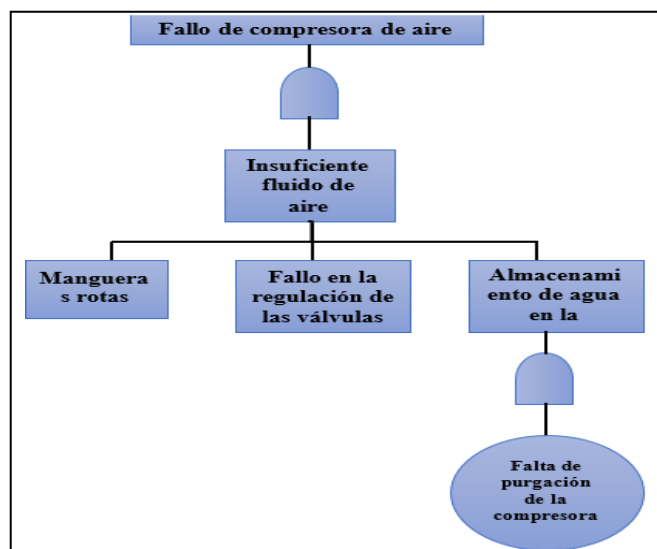 Fallo de compresora de aire
Insuficiente
fluido de
aire
Manguera
s rotas
Fallo en la
regulación de
las válvulas
Almacenami
ento de agua
en la
Falta de
purgación
de la
compresora